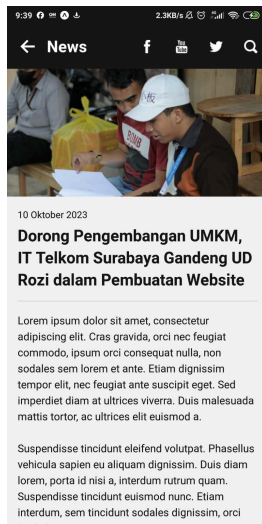 9:39
2.3KB/s
News
f
You
Tube
10 Oktober 2023
Dorong Pengembangan UMKM,
IT Telkom Surabaya Gandeng UD
Rozi dalam Pembuatan Website
Lorem ipsum dolor sit amet, consectetur
adipiscing elit. Cras gravida, orci nec feugiat
commodo, ipsum orci consequat nulla, non
sodales sem lorem et ante. Etiam dignissim
tempor elit, nec feugiat ante suscipit eget. Sed
imperdiet diam at ultrices viverra. Duis malesuada
mattis tortor, ac ultrices elit euismod a.
Suspendisse tincidunt eleifend volutpat. Phasellus
vehicula sapien eu aliquam dignissim. Duis diam
lorem, porta id nisi a, interdum rutrum quam.
Suspendisse tincidunt euismod nunc. Etiam
interdum, sem tincidunt sodales dignissim, orci